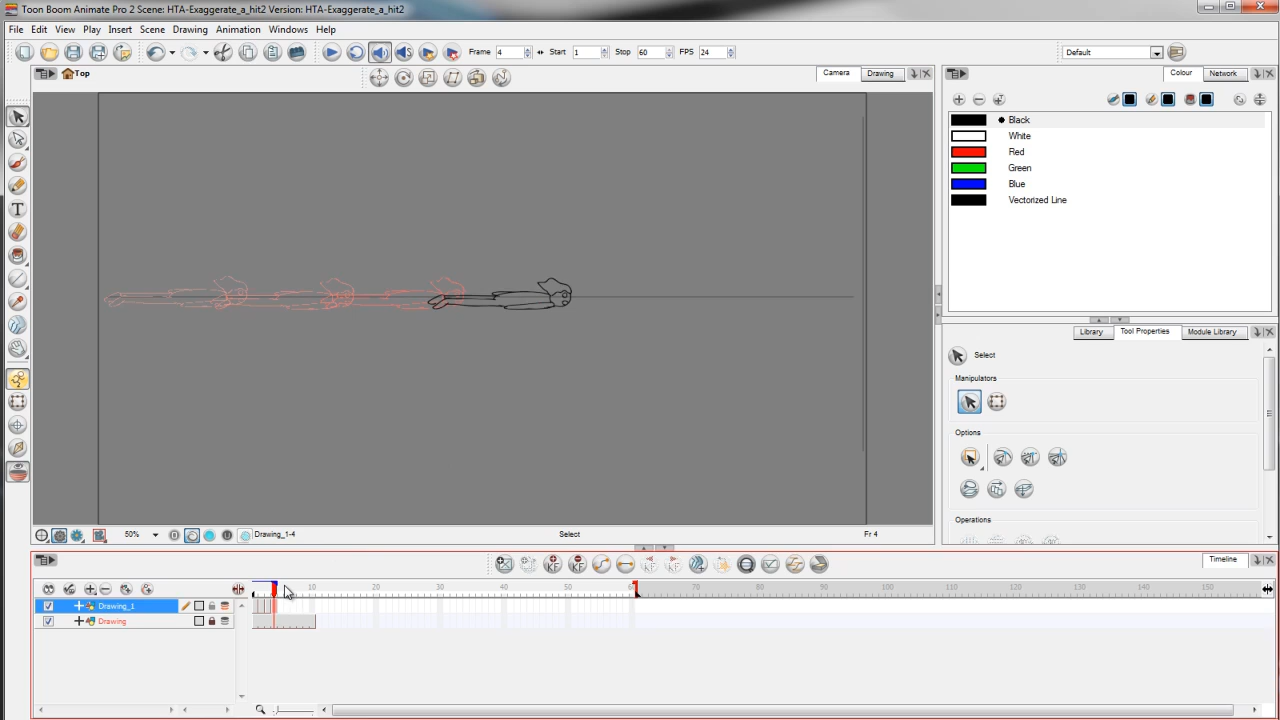 Toon Boom Animate Pro 2 Scene: HTA-Exaggerate_a_hit2 Version: HTA-Exaggerate_a_hit2
File Edit View Play Insert Scene Drawing Animation Windows Help
Frame 4 Start 1 Stop 60 FPS 24 Default
Top Camera Drawing Colour Network
Black
White
Red
Green
Blue
Vectorized Line
Library Tool Properties Module Library
Select
Manipulators
Options
Operations
50% Drawing_1-4 Select Fr 4
Timeline
10 20 30 40 50 70 80 90 100 110 120 130 140 150
Drawing_1
Drawing